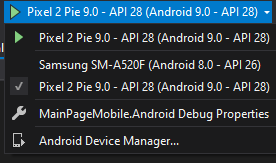 Pixel 2 Pie 9.0 - API 28 (Android 9.0 - API 28)
Pixel 2 Pie 9.0 - API 28 (Android 9.0 - API 28)
Samsung SM-A520F (Android 8.0 - API 26)
Pixel 2 Pie 9.0 - API 28 (Android 9.0 - API 28)
MainPageMobile.Android Debug Properties
Android Device Manager...